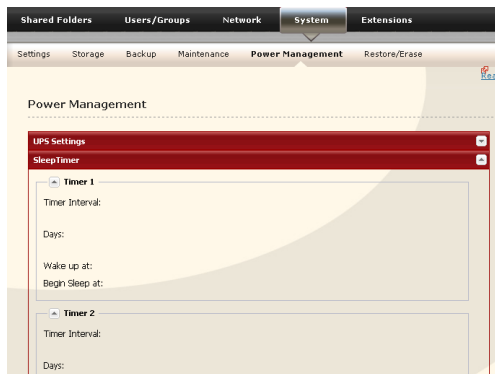 Shared Folders Users/Groups Network System Extensions
Settings Storage Backup Maintenance Power Management Restore/Erase
Power Management
UPS Settings
SleepTimer
Timer 1
Timer Interval:
Days:
Wake up at:
Begin Sleep at:
Timer 2
Timer Interval:
Days: